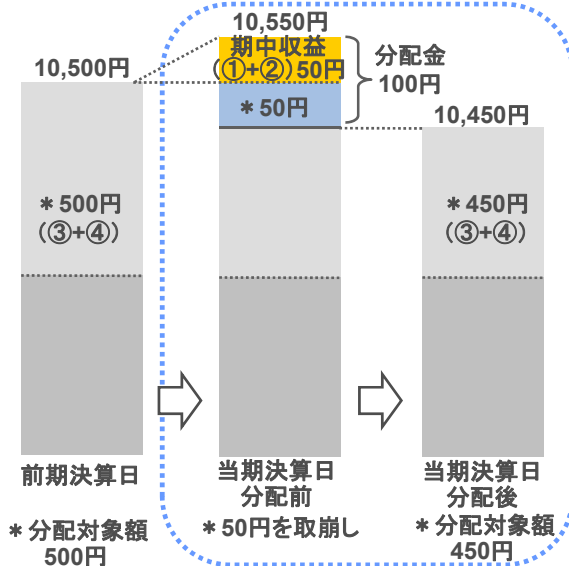 10,500円
＊500円
（③+④）
前期決算日
＊分配対象額
500円
10,550円
期中収益
（①+②）50円
＊50円
分配金
100円
当期決算日
分配前
＊50円を取崩し
10,450円
＊450円
（③+④）
当期決算日
分配後
＊分配対象額
450円